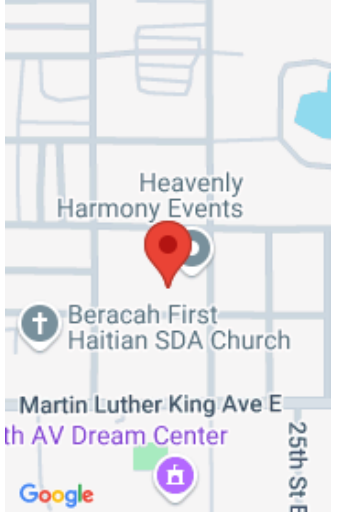 Heavenly
Harmony Events
Beracah First
Haitian SDA Church
Martin Luther King Ave E
th AV Dream Center
25th St E
Google